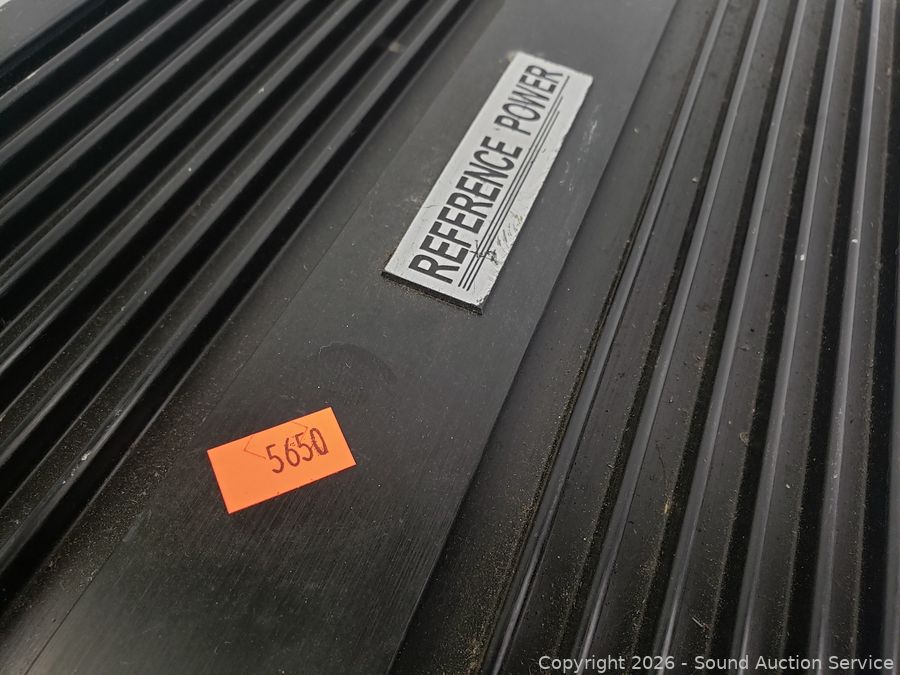 REFERENCE POWER
5650
Copyright © 2026 - Sound Auction Service